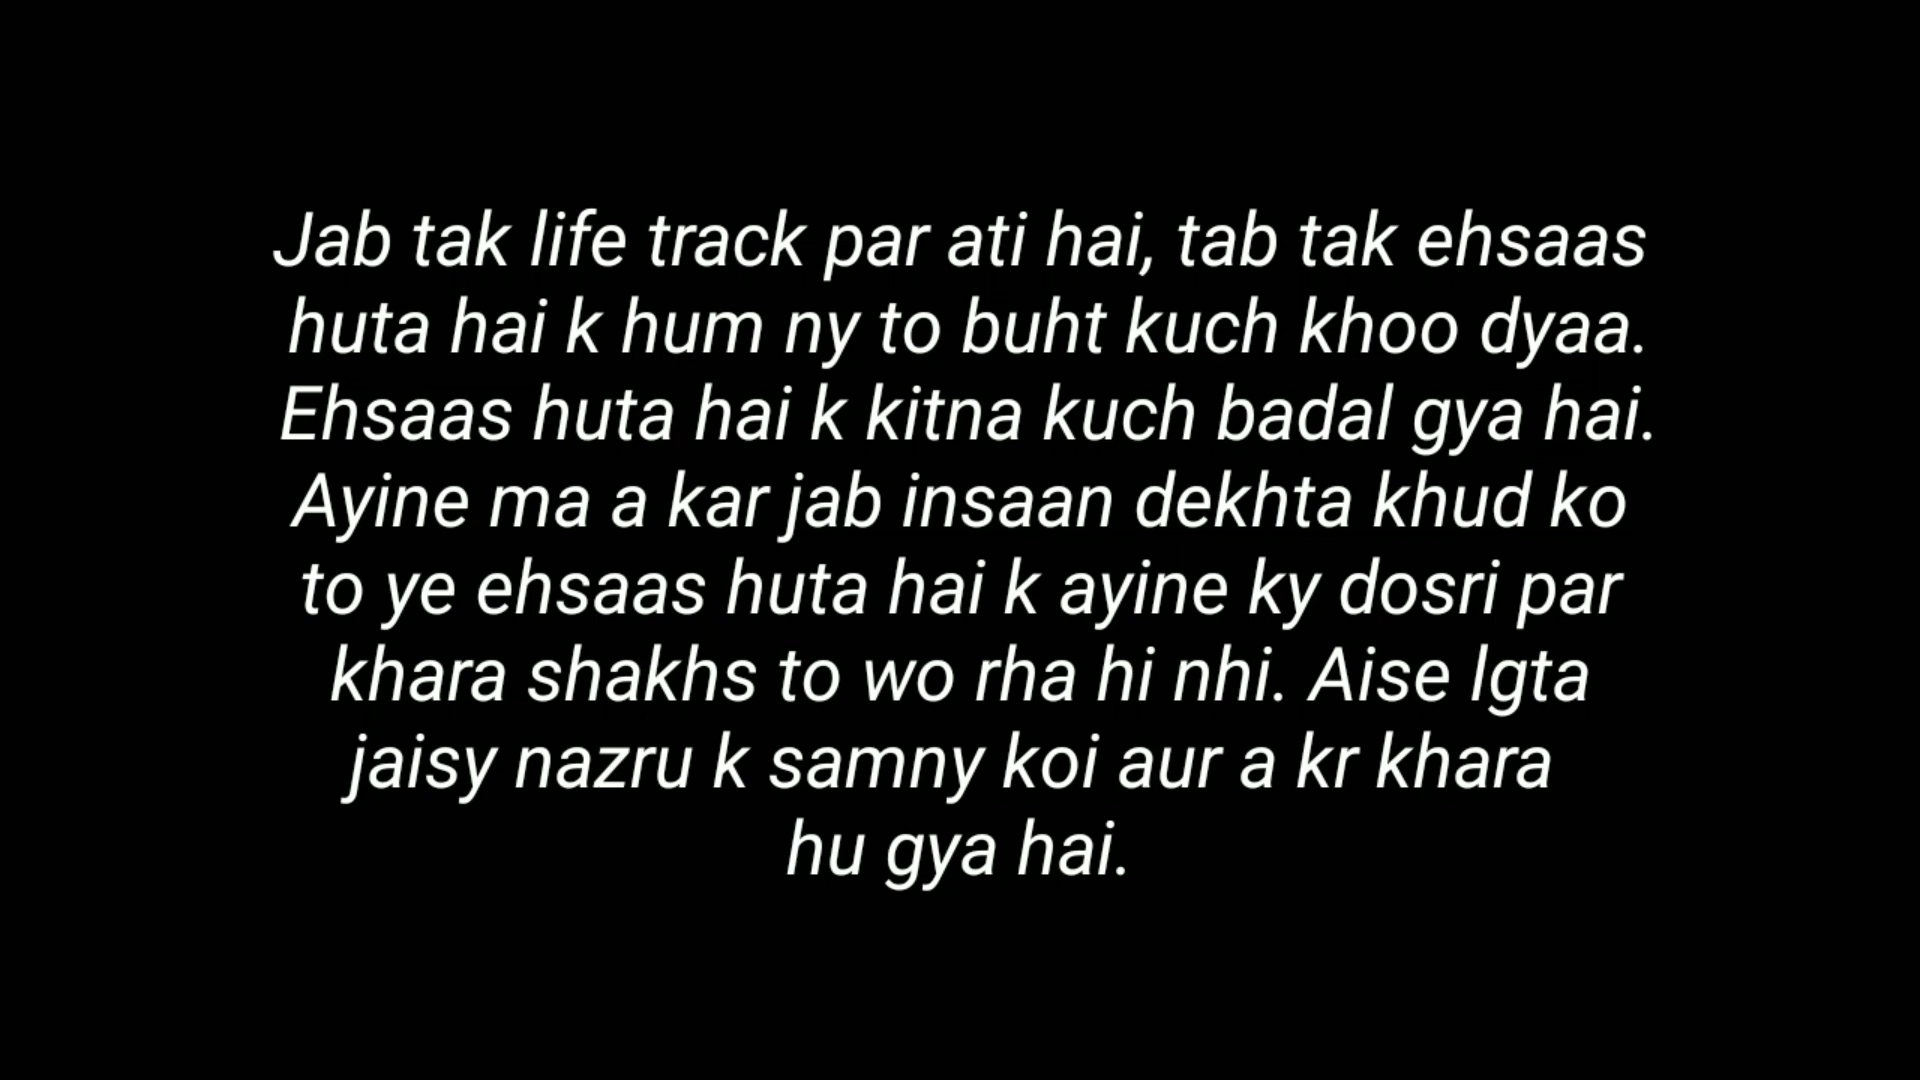 Jab tak life track par ati hai, tab tak ehsaas
huta hai k hum ny to buht kuch khoo dyaa.
Ehsaas huta hai k kitna kuch badal gya hai.
Ayine ma a kar jab insaan dekhta khud ko
to ye ehsaas huta hai k ayine ky dosri par
khara shakhs to wo rha hi nhi. Aise lgta
jaisy nazru k samny koi aur a kr khara
hu gya hai.